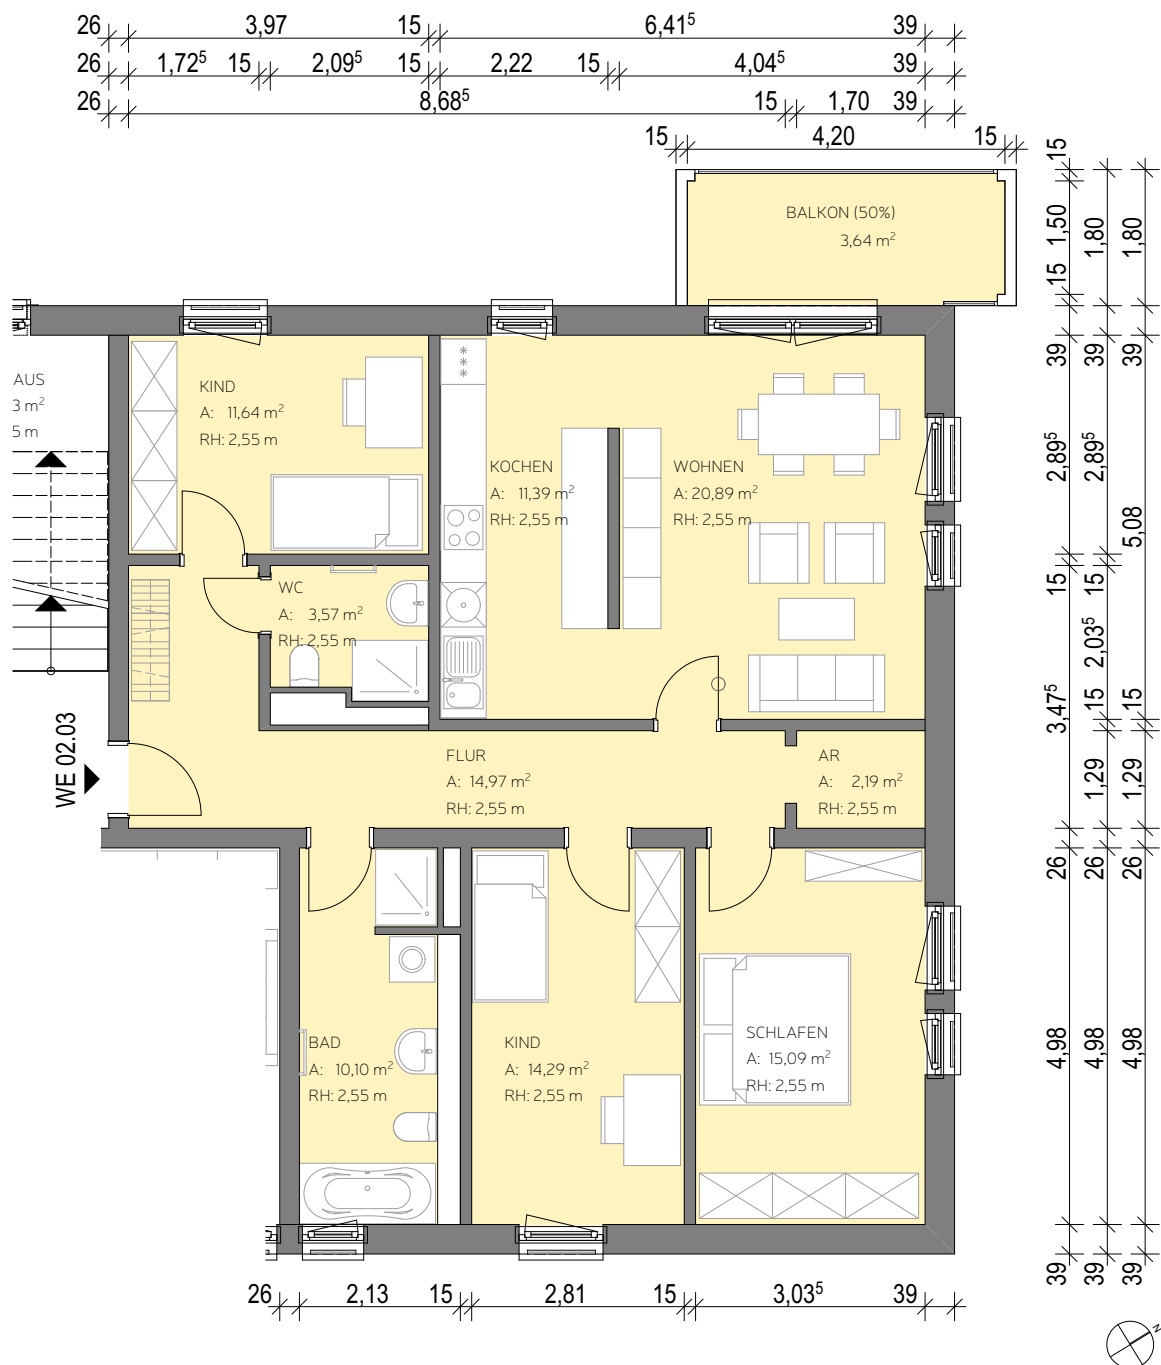 26 3,97 15 6,41⁵ 39
26 1,72⁵ 15 2,09⁵ 15 2,22 15 4,04⁵ 39
26 8,68⁵ 15 1,70 39
15 4,20 15
BALKON (50%)
3,64 m²
AUS
3 m²
5 m
KIND
A: 11,64 m²
RH: 2,55 m
KOCHEN
A: 11,39 m²
RH: 2,55 m
WOHNEN
A: 20,89 m²
RH: 2,55 m
WC
A: 3,57 m²
RH: 2,55 m
WE 02.03
FLUR
A: 14,97 m²
RH: 2,55 m
AR
A: 2,19 m²
RH: 2,55 m
BAD
A: 10,10 m²
RH: 2,55 m
KIND
A: 14,29 m²
RH: 2,55 m
SCHLAFEN
A: 15,09 m²
RH: 2,55 m
15 1,50 15 39 2,89⁵ 15 3,47⁵ 26 4,98 39
1,80 39 2,89⁵ 15 2,03⁵ 15 1,29 26 4,98 39
1,80 39 5,08 15 1,29 26 4,98 39
26 2,13 15 2,81 15 3,03⁵ 39
N